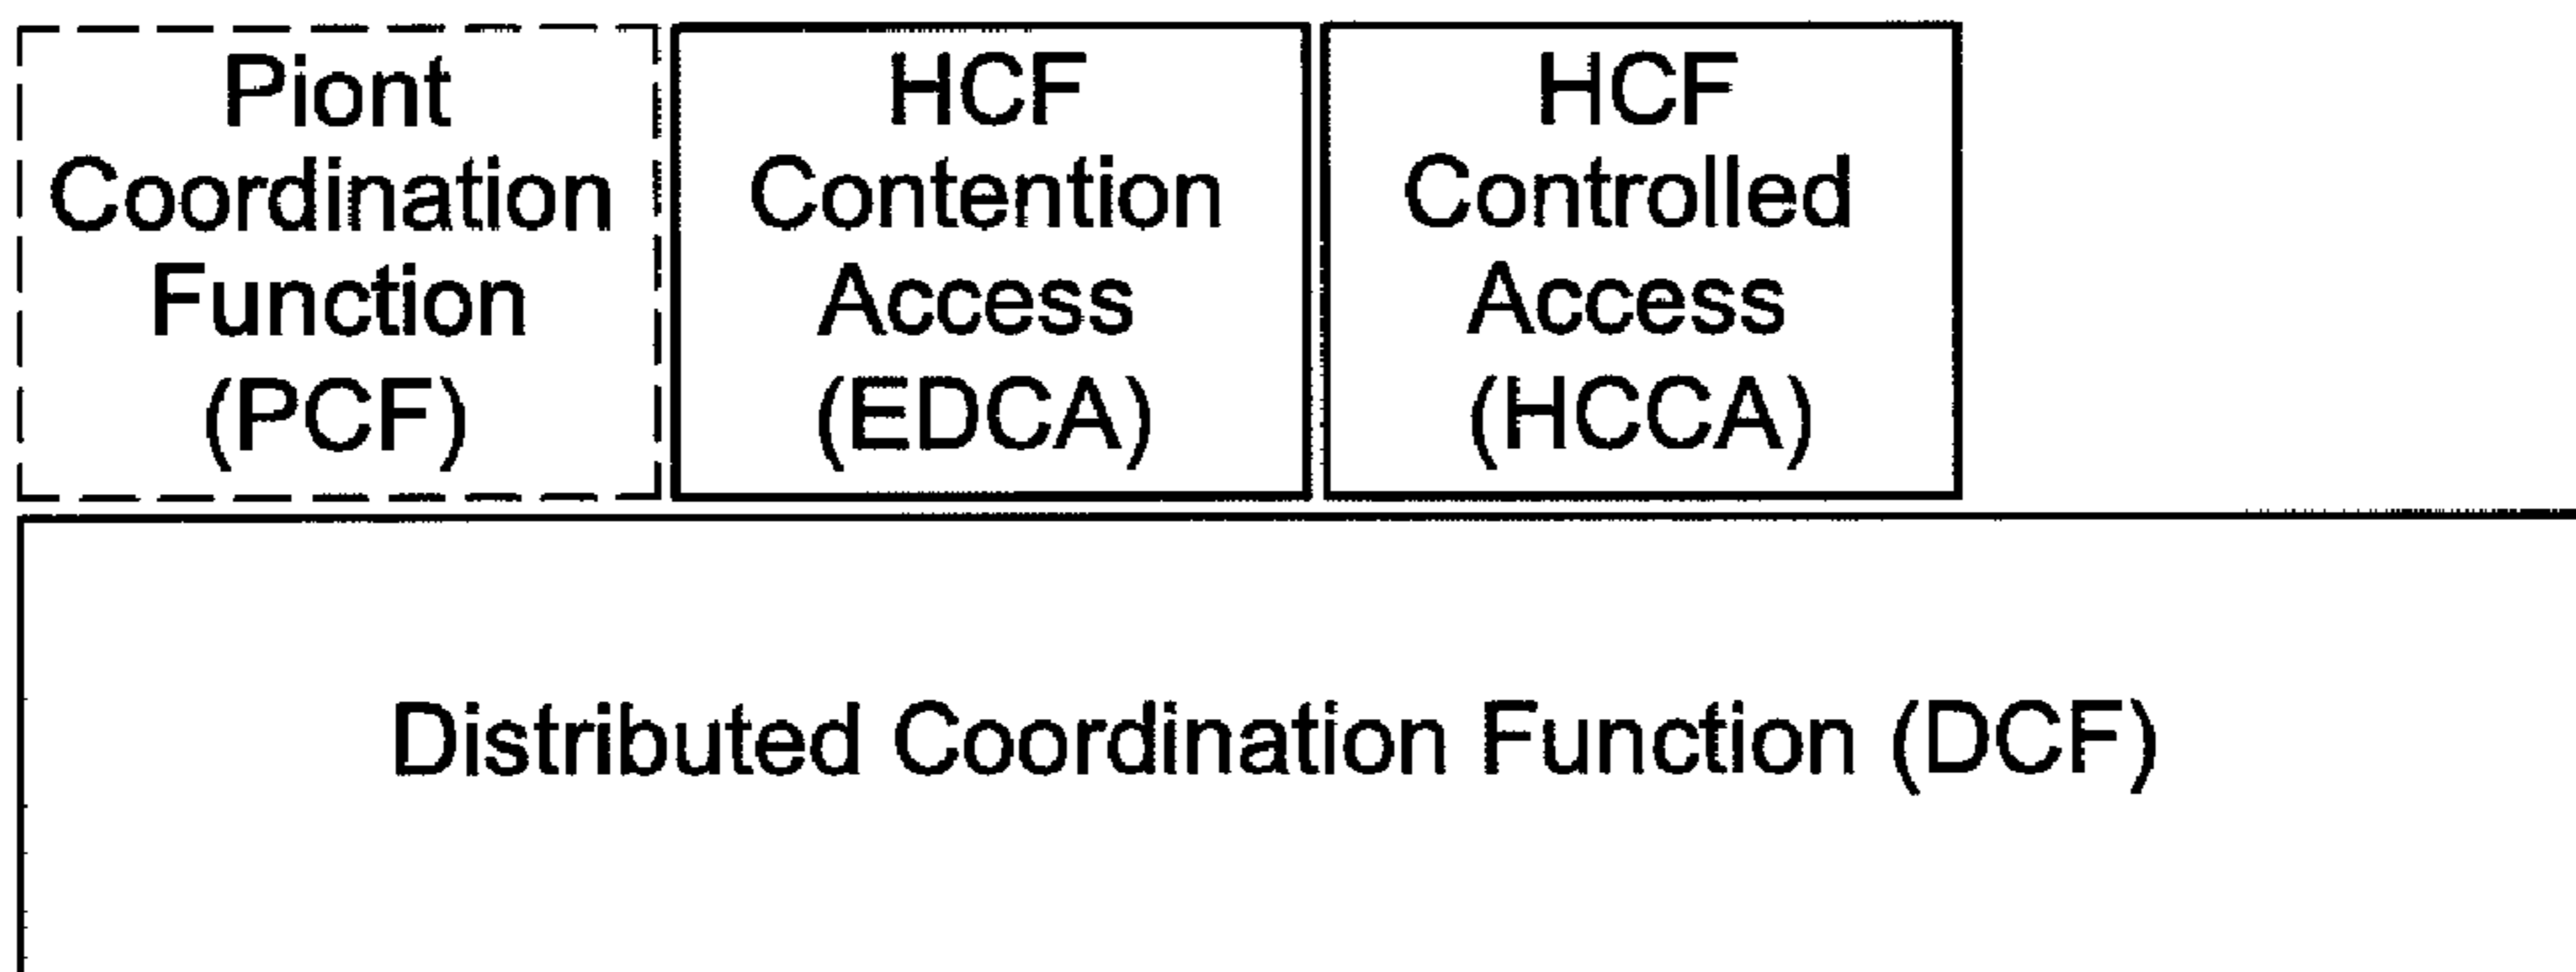 Piont
Coordination
Function
(PCF)
HCF
Contention
Access
(EDCA)
HCF
Controlled
Access
(HCCA)
Distributed Coordination Function (DCF)